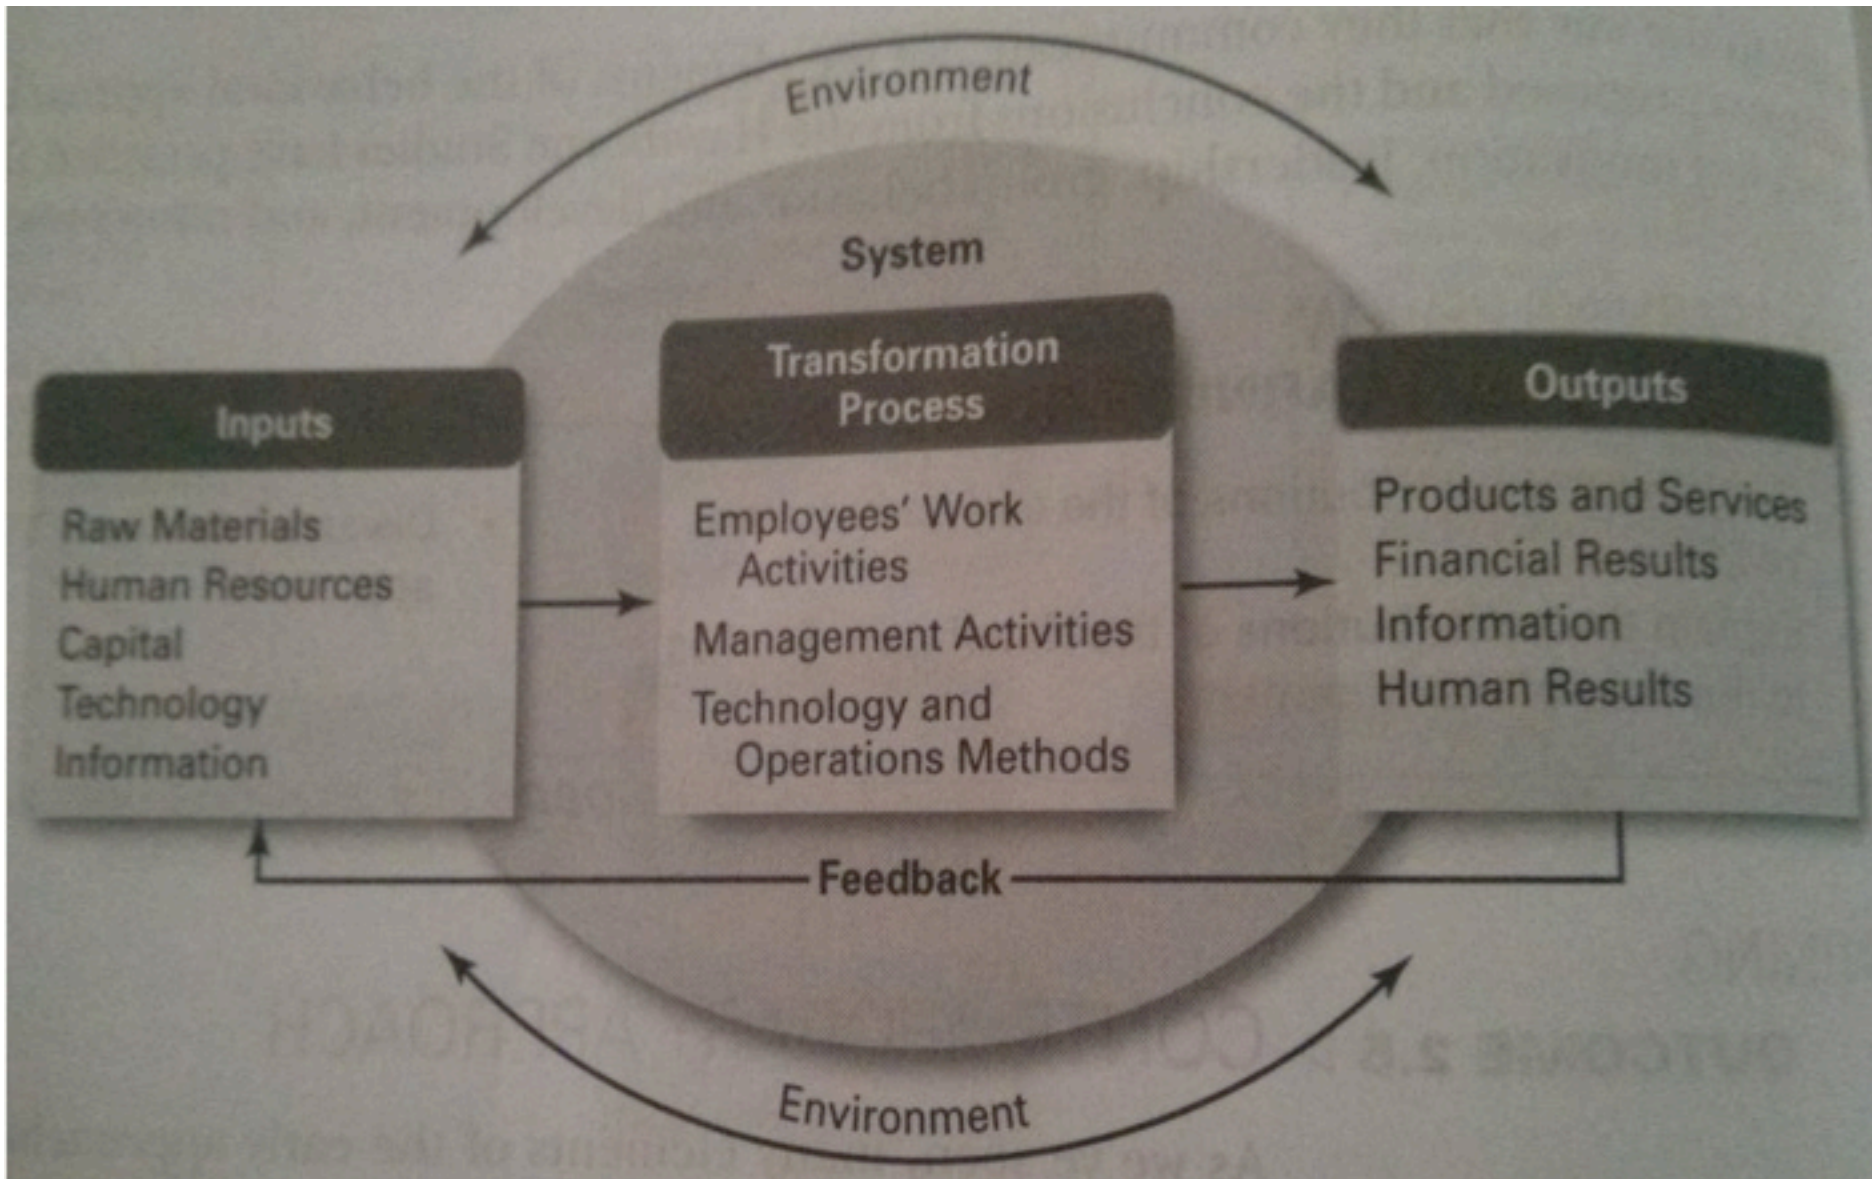 Environment
System
Inputs
Raw Materials
Human Resources
Capital
Technology
Information
Transformation
Process
Employees' Work
Activities
Management Activities
Technology and
Operations Methods
Outputs
Products and Services
Financial Results
Information
Human Results
Feedback
Environment